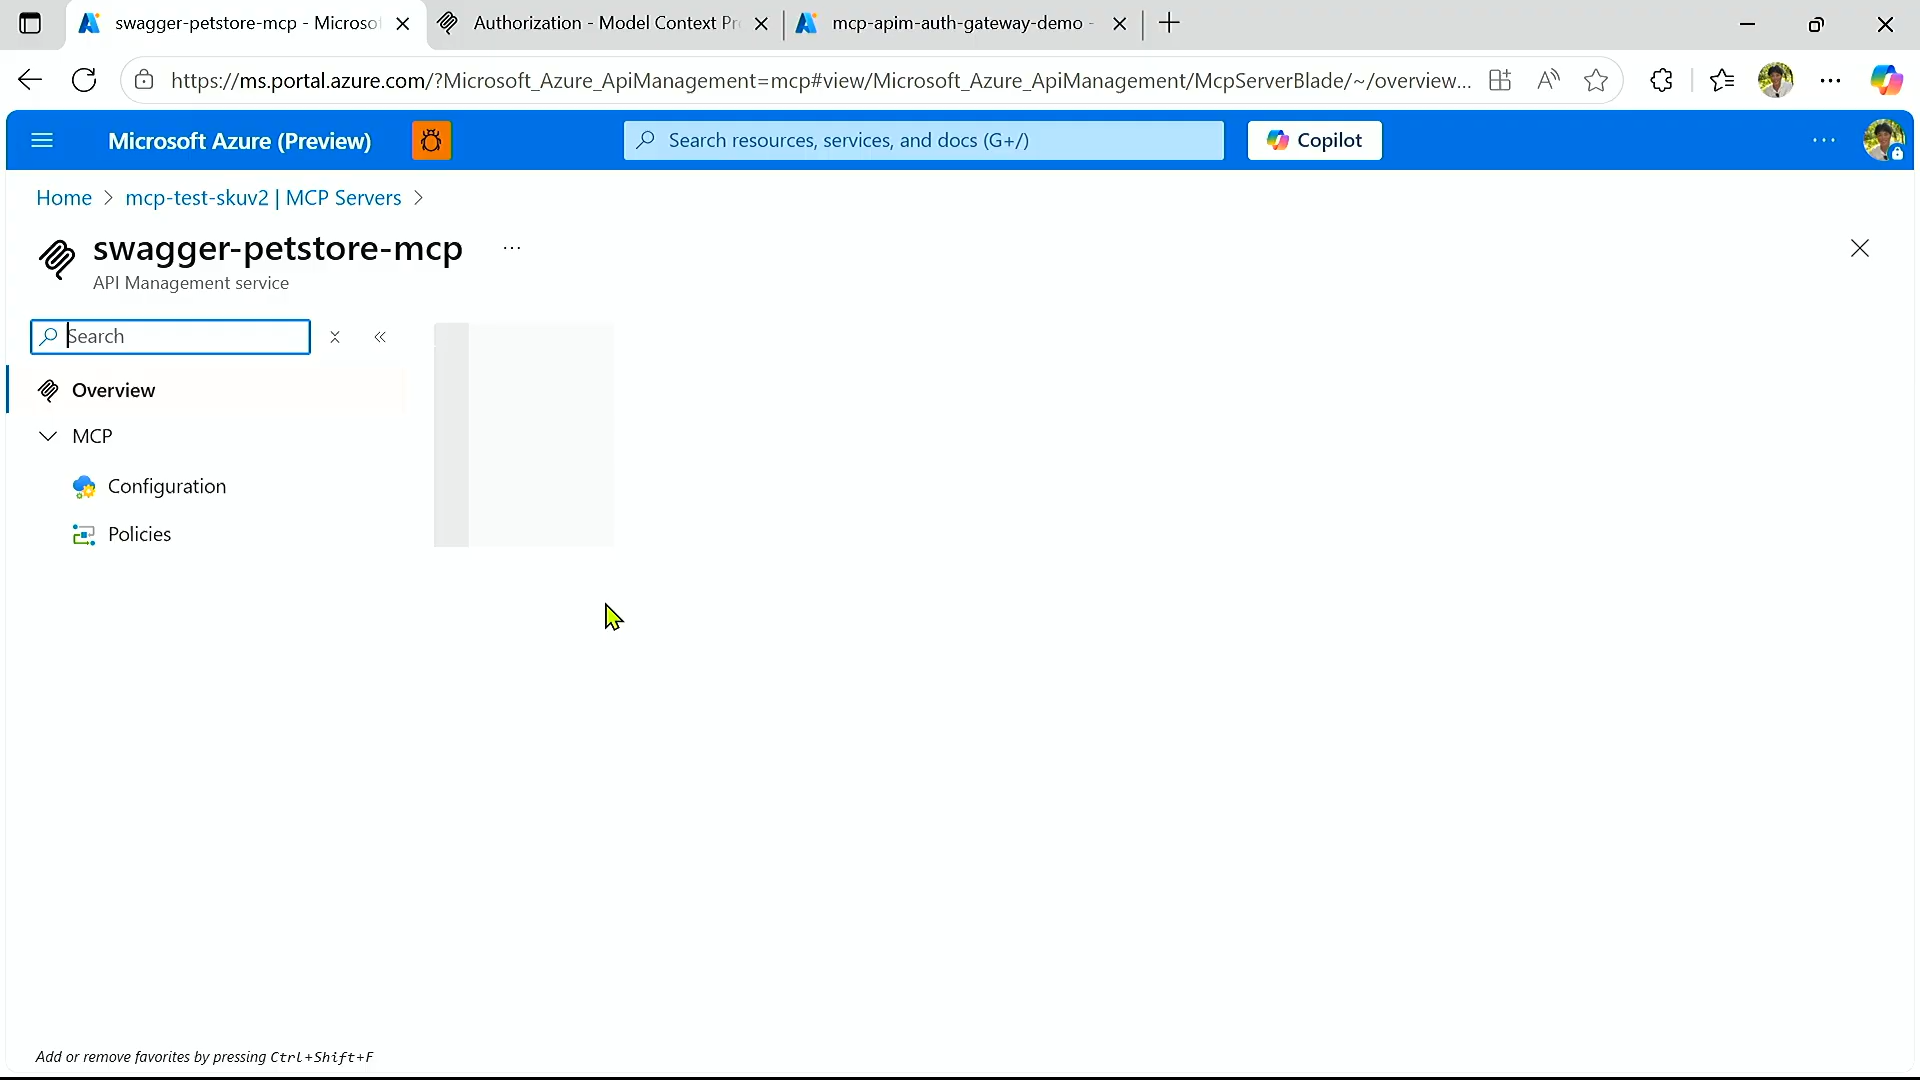 swagger-petstore-mcp - Microso
Authorization - Model Context Pr
mcp-apim-auth-gateway-demo -
https://ms.portal.azure.com/?Microsoft_Azure_ApiManagement=mcp#view/Microsoft_Azure_ApiManagement/McpServerBlade/~/overview...
Microsoft Azure (Preview)
Search resources, services, and docs (G+/)
Copilot
Home > mcp-test-skuv2 | MCP Servers >
swagger-petstore-mcp
API Management service
Search
Overview
MCP
Configuration
Policies
Add or remove favorites by pressing Ctrl+Shift+F